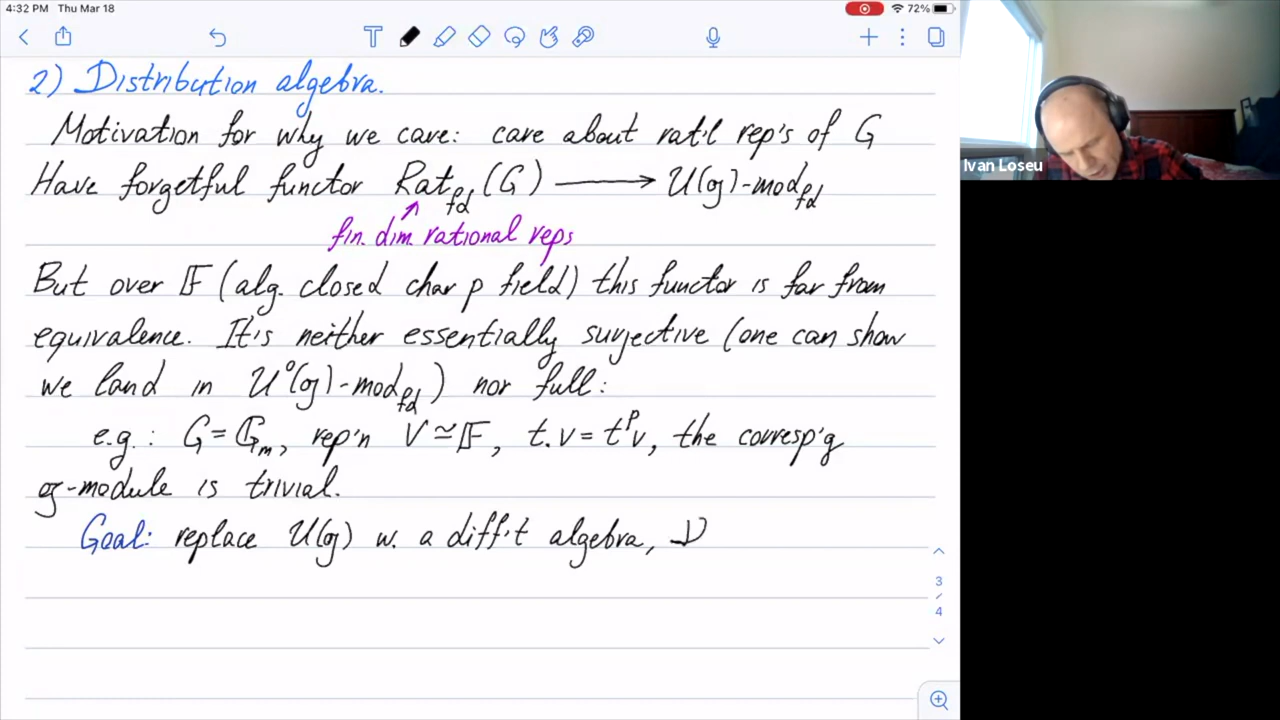 4:32 PM Thu Mar 18
72%
2) Distribution algebra.
Motivation for why we care: care about rat'l rep's of G
Have forgetful functor Rat_fd(G) ⟶ U(𝔤)-mod_fd
fin. dim. rational reps
But over 𝔽 (alg. closed char p field) this functor is far from
equivalence. It's neither essentially surjective (one can show
we land in U⁰(𝔤)-mod_fd) nor full:
e.g.: G = 𝔾_m, rep'n V ≃ 𝔽, t.v = t^p v, the corresp'g
𝔤-module is trivial.
Goal: replace U(𝔤) w. a diff't algebra, D
Ivan Loseu
3
/
4